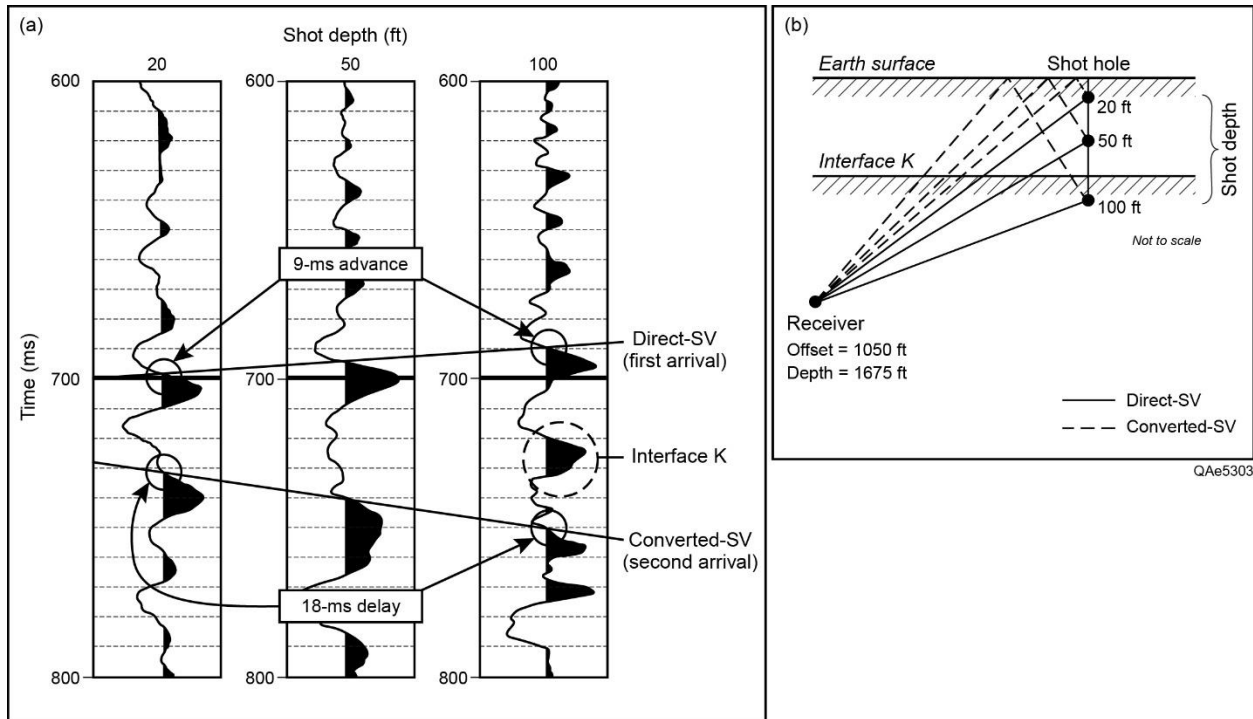 (a)
Shot depth (ft)
20
50
100
600
600
600
9-ms advance
Direct-SV
(first arrival)
Time (ms)
700
700
700
Interface K
Converted-SV
(second arrival)
18-ms delay
800
800
800
(b)
Earth surface
Shot hole
20 ft
50 ft
Interface K
100 ft
Shot depth
Not to scale
Receiver
Offset = 1050 ft
Depth = 1675 ft
Direct-SV
Converted-SV
QAe5303